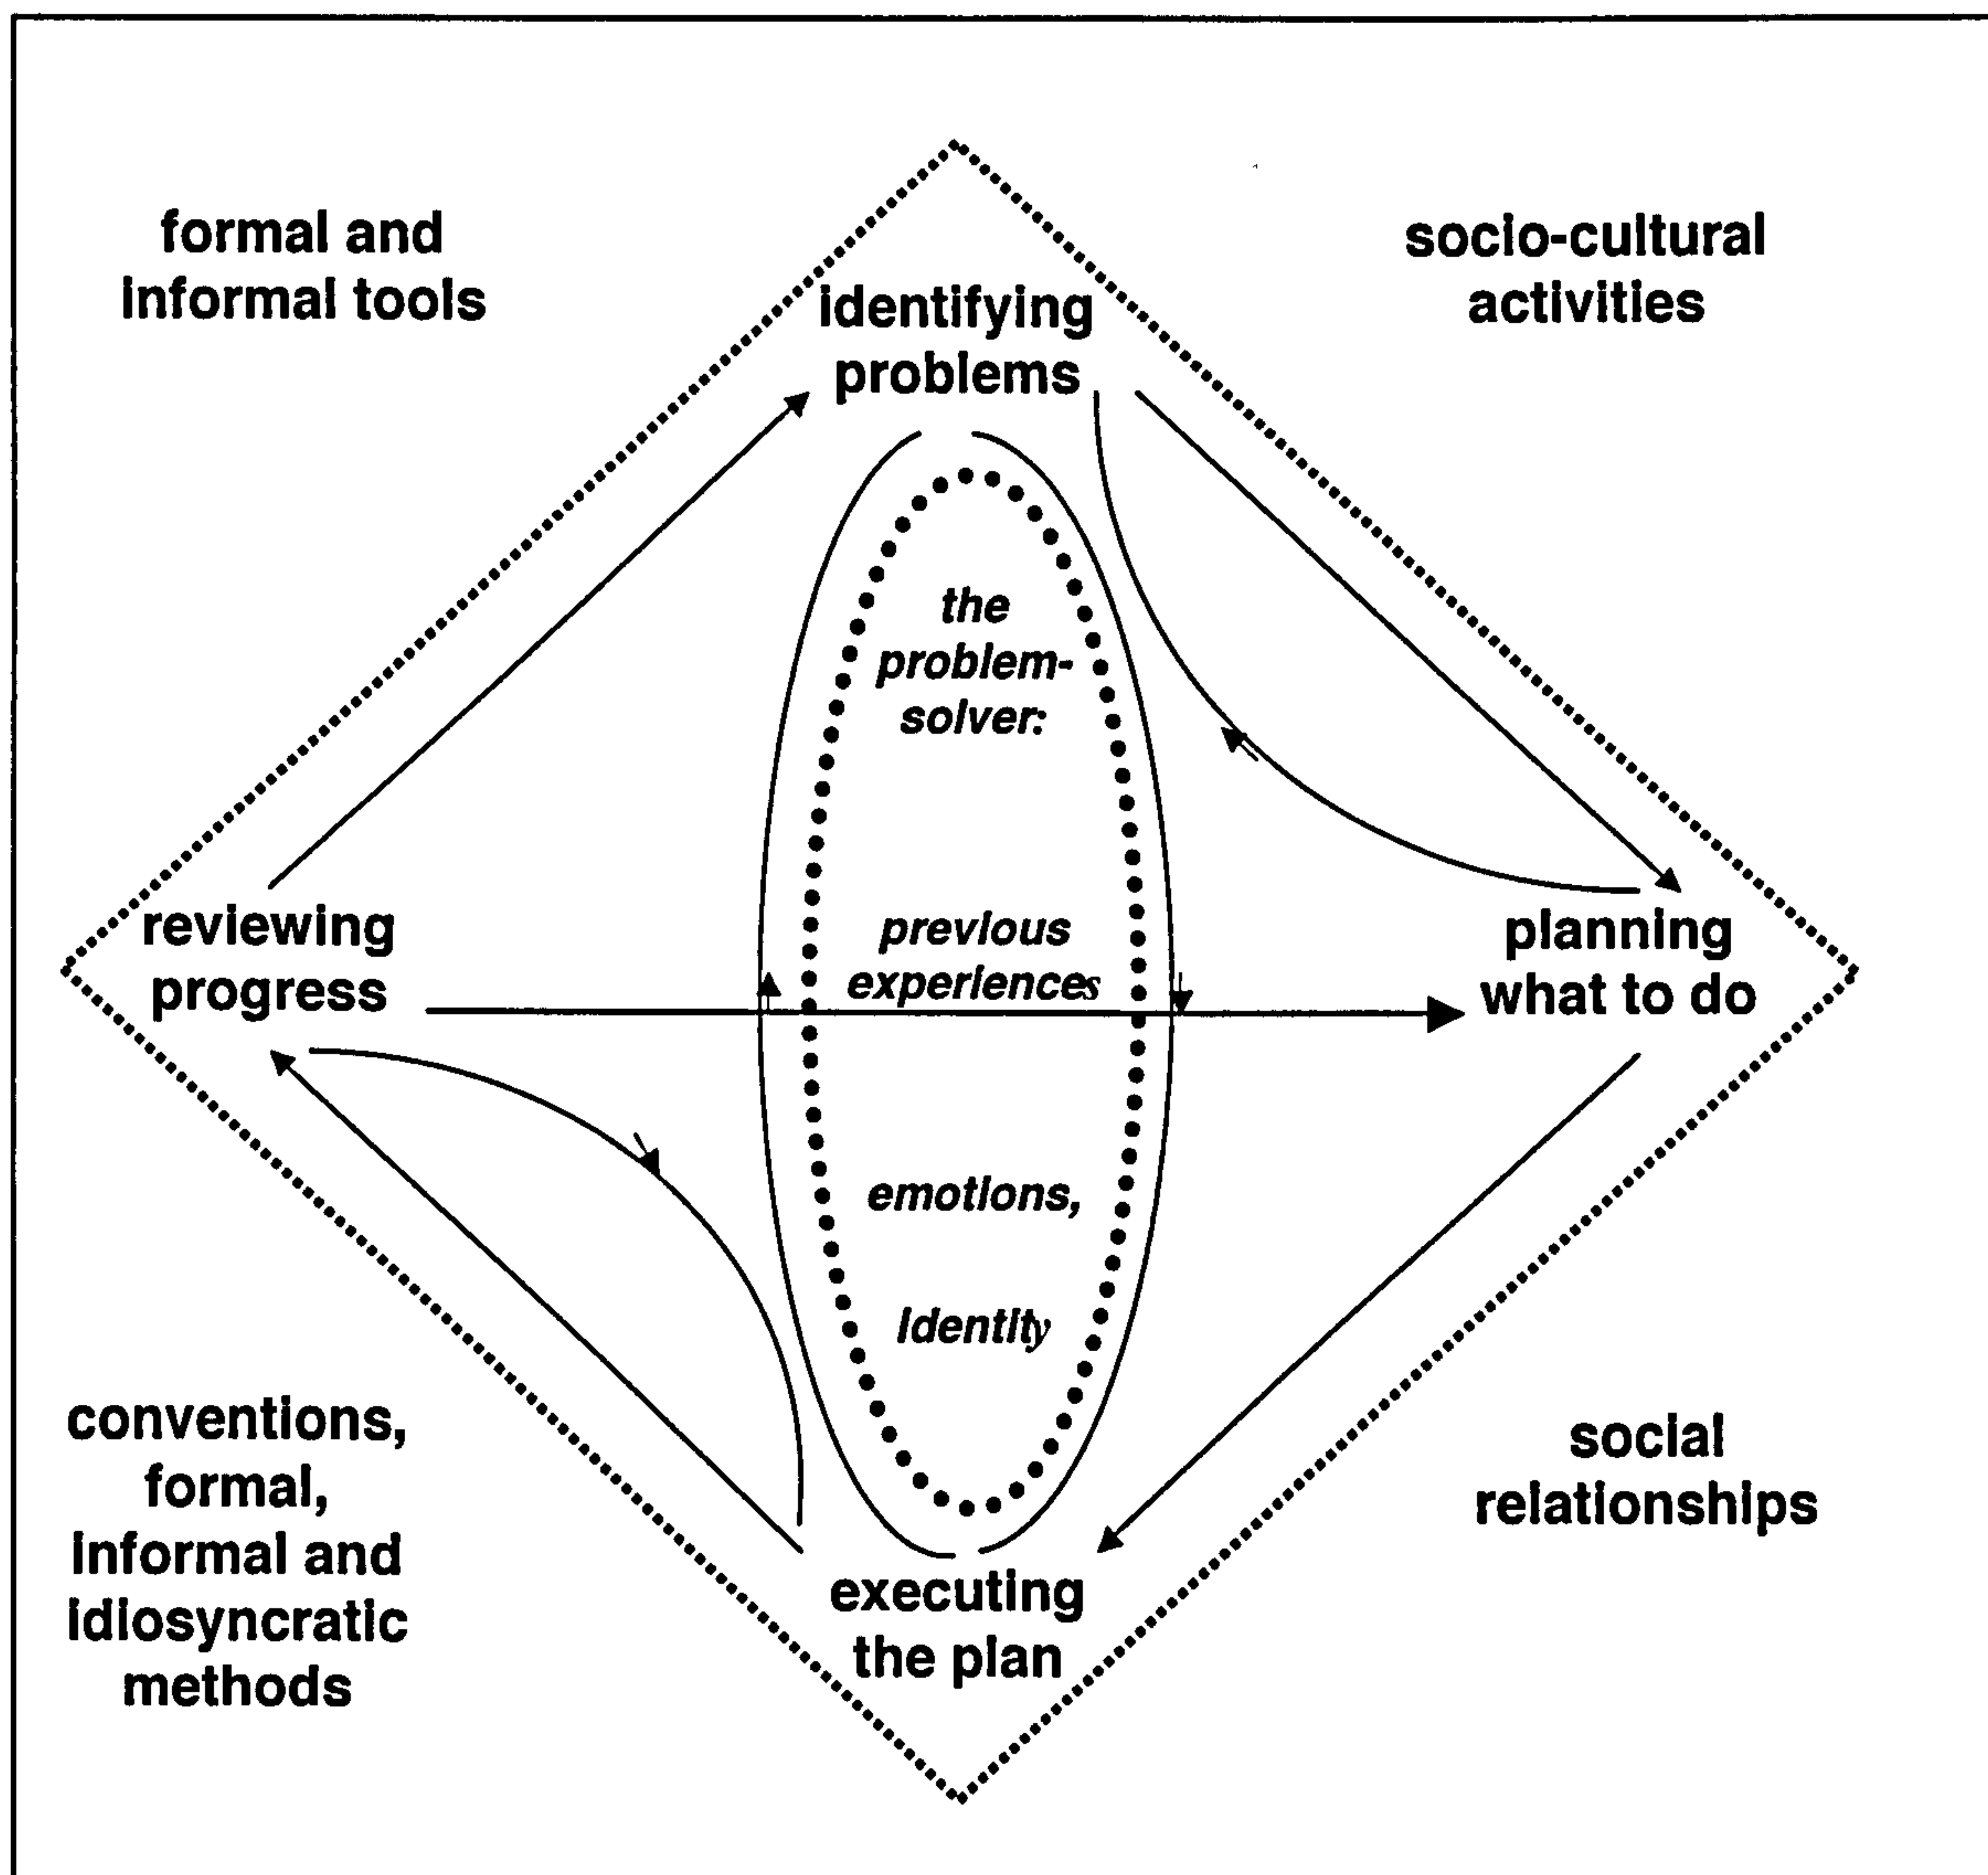 formal and
informal tools
socio-cultural
activities
identifying
problems
the
problem-
solver:
previous
experiences
reviewing
progress
planning
what to do
emotions,
identity
conventions,
formal,
informal and
idiosyncratic
methods
social
relationships
executing
the plan